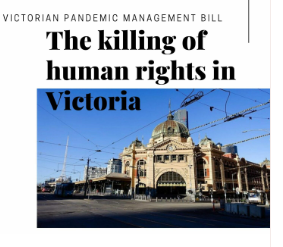 VICTORIAN PANDEMIC MANAGEMENT BILL
The killing of
human rights in
Victoria